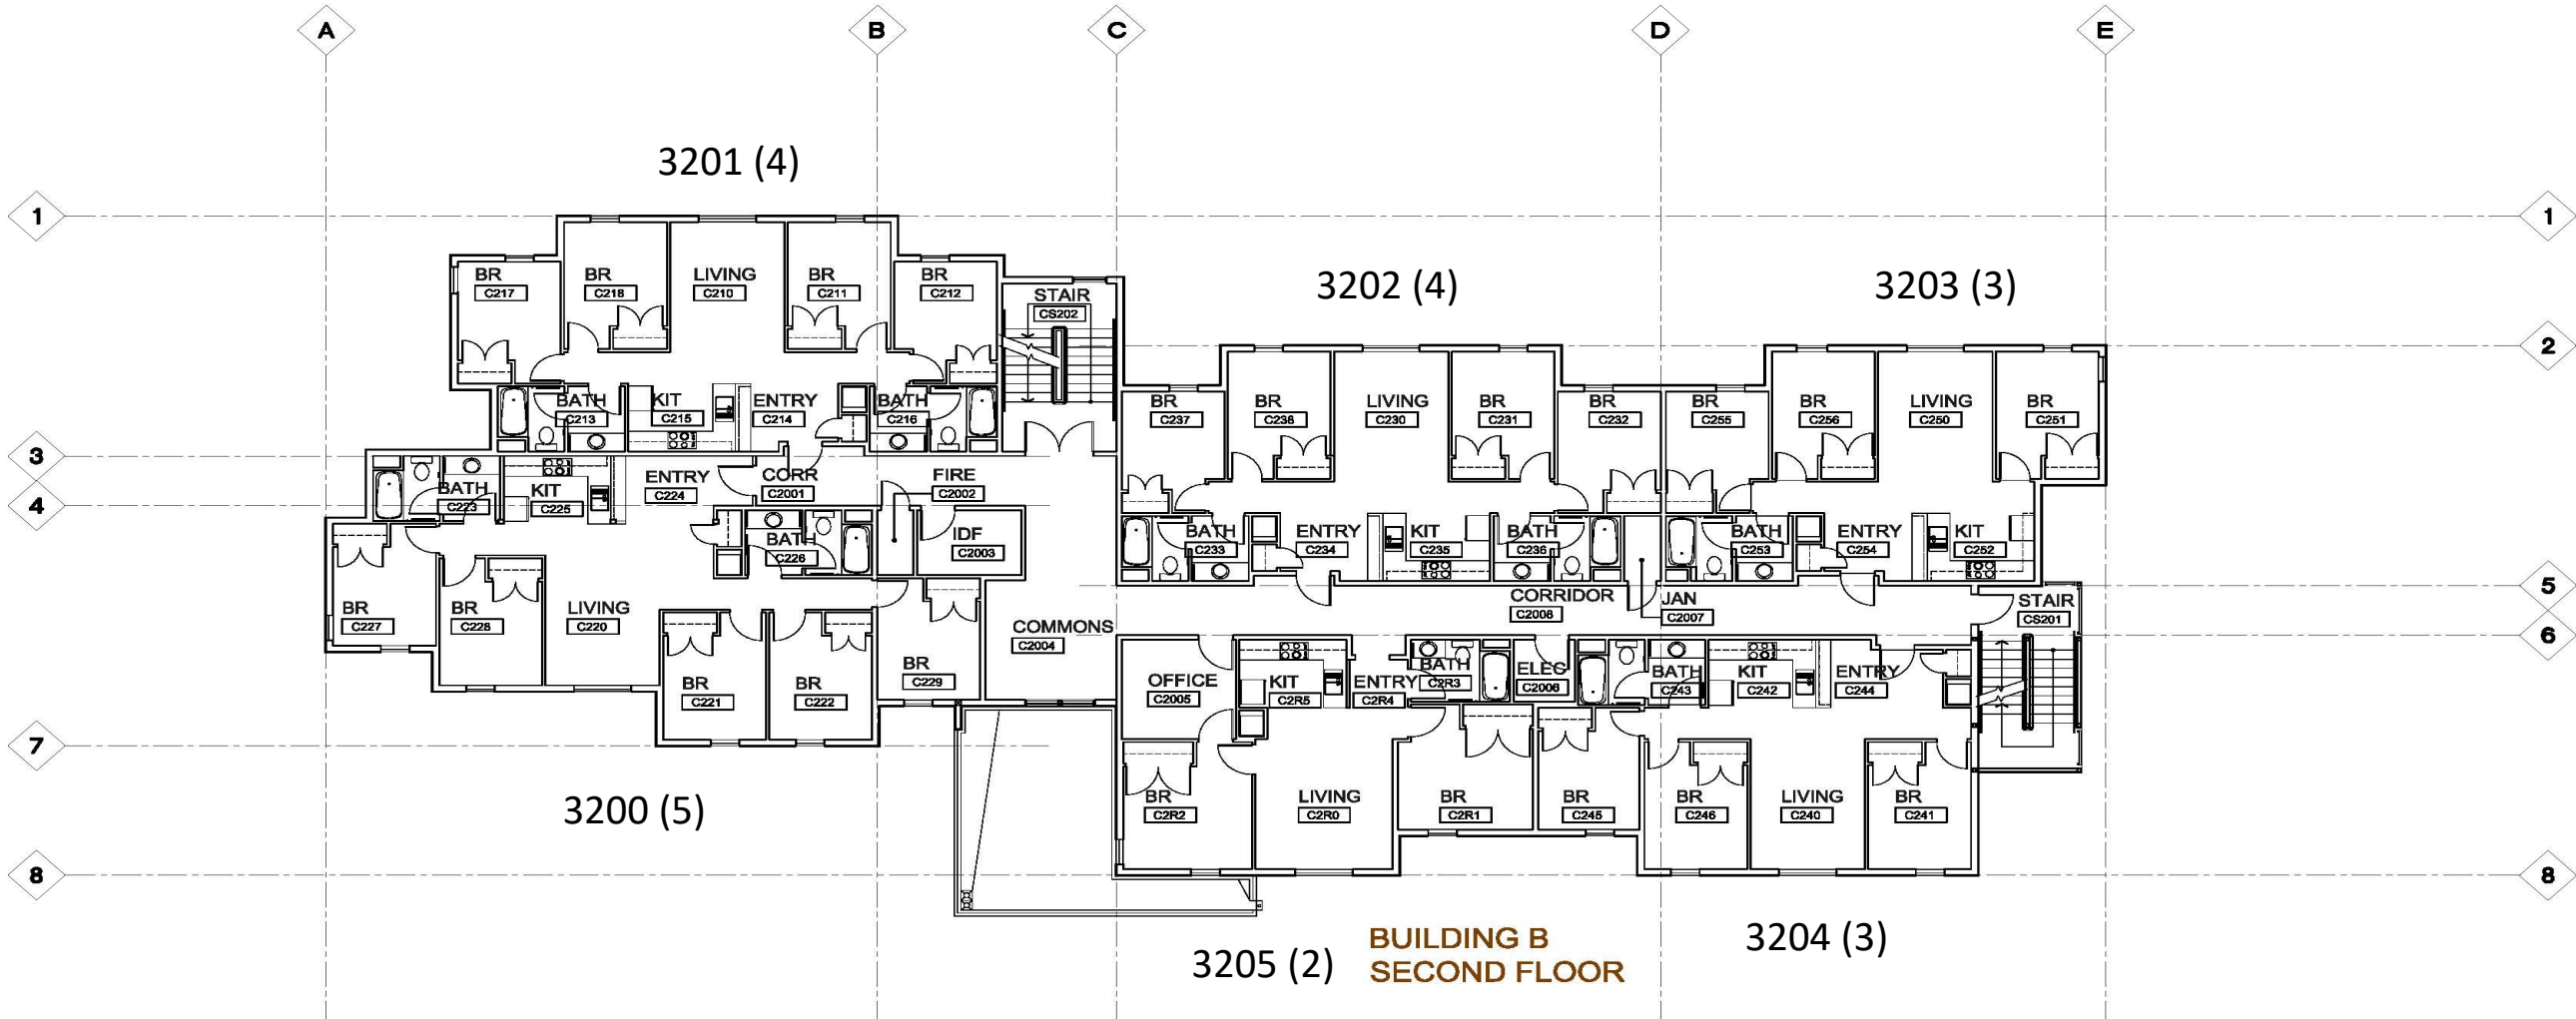 A
B
C
D
E
3201 (4)
1
1
BR
C217
BR
C218
LIVING
C210
BR
C211
BR
C212
STAIR
CS202
3202 (4)
3203 (3)
2
2
BATH
C213
KIT
C215
ENTRY
C214
BATH
C216
BR
C237
BR
C238
LIVING
C230
BR
C231
BR
C232
BR
C255
BR
C256
LIVING
C250
BR
C251
3
3
4
4
BATH
C223
KIT
C225
ENTRY
C224
CORR
C2001
FIRE
C2002
BATH
C226
IDF
C2003
BATH
C233
ENTRY
C234
KIT
C235
BATH
C236
BATH
C253
ENTRY
C254
KIT
C252
5
5
BR
C227
BR
C228
LIVING
C220
COMMONS
C2004
CORRIDOR
C2008
JAN
C2007
STAIR
CS201
6
6
BR
C221
BR
C222
BR
C229
OFFICE
C2005
KIT
C2R5
ENTRY
C2R4
BATH
C2R3
ELEC
C2006
BATH
C243
KIT
C242
ENTRY
C244
7
3200 (5)
BR
C2R2
LIVING
C2R0
BR
C2R1
BR
C245
BR
C246
LIVING
C240
BR
C241
8
8
3205 (2)
BUILDING B
SECOND FLOOR
3204 (3)